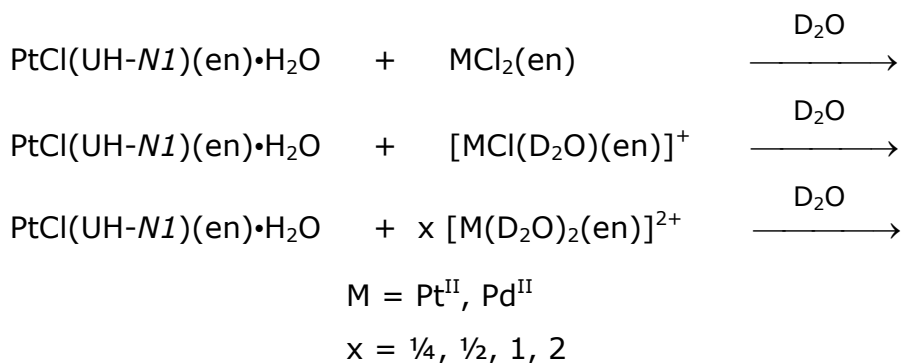 D₂O
PtCl(UH-N1)(en)•H₂O + MCl₂(en) ⟶
D₂O
PtCl(UH-N1)(en)•H₂O + [MCl(D₂O)(en)]⁺ ⟶
D₂O
PtCl(UH-N1)(en)•H₂O + x [M(D₂O)₂(en)]²⁺ ⟶
M = Ptᴵᴵ, Pdᴵᴵ
x = ¼, ½, 1, 2